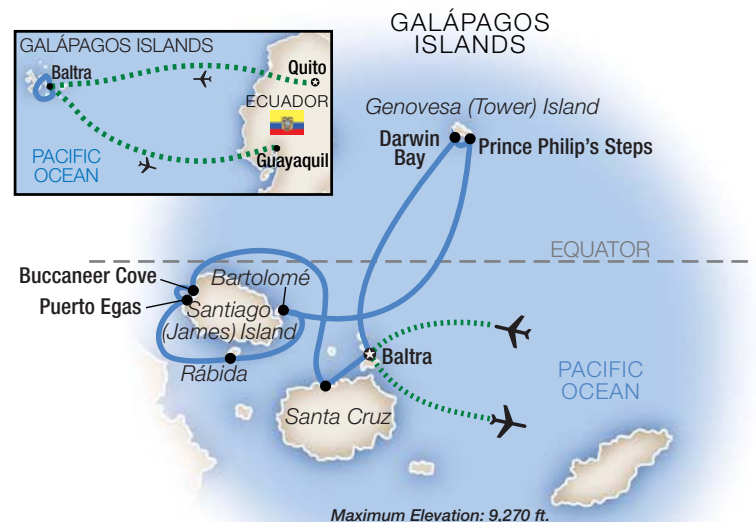 GALÁPAGOS
ISLANDS
GALÁPAGOS ISLANDS
Baltra
Quito
ECUADOR
Guayaquil
PACIFIC
OCEAN
Genovesa (Tower) Island
Darwin
Bay
Prince Philip's Steps
EQUATOR
Buccaneer Cove
Puerto Egas
Bartolomé
Santiago
(James) Island
Rábida
Baltra
Santa Cruz
PACIFIC
OCEAN
Maximum Elevation: 9,270 ft.